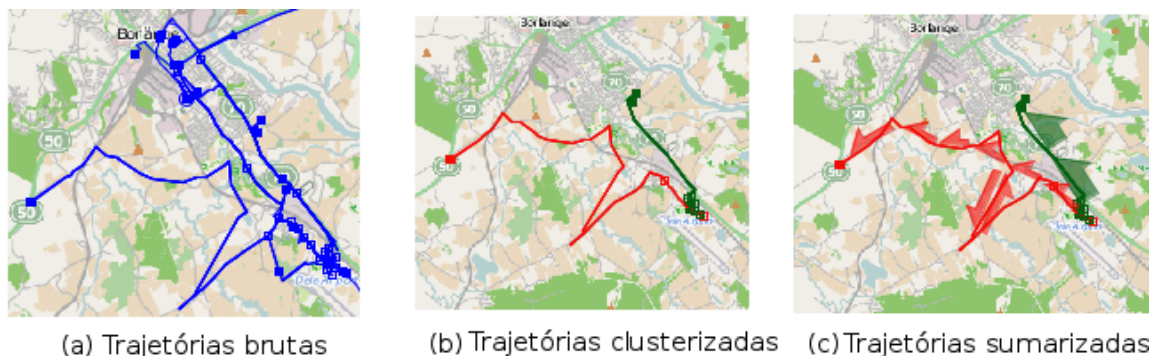 Borlänge
50
50
(a) Trajetórias brutas
Borlänge
70
50
(b) Trajetórias clusterizadas
Borlänge
70
50
(c) Trajetórias sumarizadas